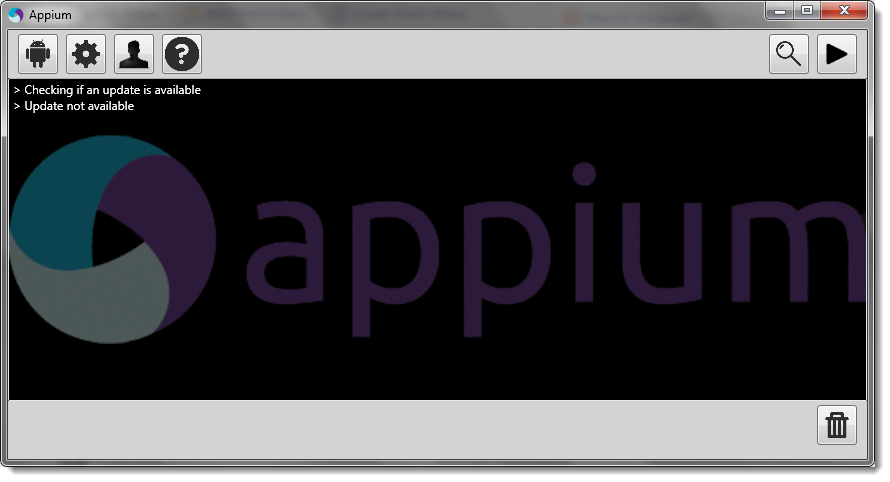 Appium
?
> Checking if an update is available
> Update not available
appium